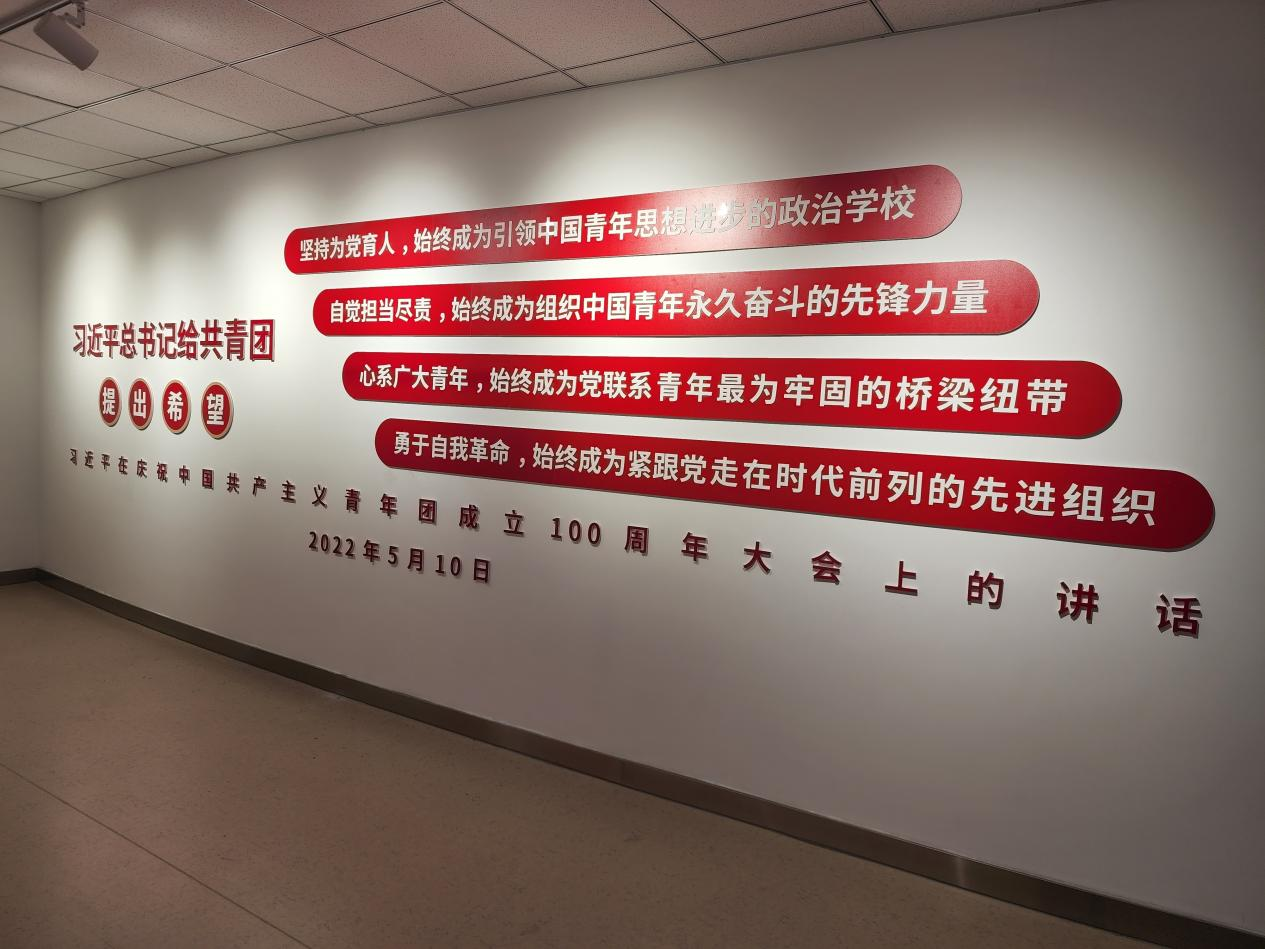 习近平总书记给共青团
提出希望
坚持为党育人，始终成为引领中国青年思想进步的政治学校
自觉担当尽责，始终成为组织中国青年永久奋斗的先锋力量
心系广大青年，始终成为党联系青年最为牢固的桥梁纽带
勇于自我革命，始终成为紧跟党走在时代前列的先进组织
习近平在庆祝中国共产主义青年团成立100周年大会上的讲话
2022年5月10日